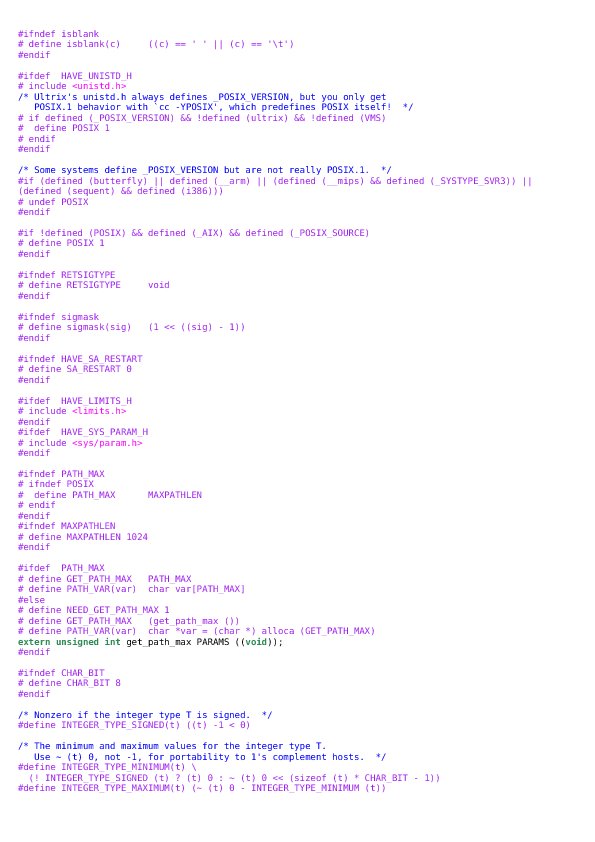 #ifndef isblank
# define isblank(c)     ((c) == ' ' || (c) == '\t')
#endif

#ifdef  HAVE_UNISTD_H
# include <unistd.h>
/* Ultrix's unistd.h always defines _POSIX_VERSION, but you only get
   POSIX.1 behavior with `cc -YPOSIX', which predefines POSIX itself!  */
# if defined (_POSIX_VERSION) && !defined (ultrix) && !defined (VMS)
#  define POSIX 1
# endif
#endif

/* Some systems define _POSIX_VERSION but are not really POSIX.1.  */
#if (defined (butterfly) || defined (__arm) || (defined (__mips) && defined (_SYSTYPE_SVR3)) ||
(defined (sequent) && defined (i386)))
# undef POSIX
#endif

#if !defined (POSIX) && defined (_AIX) && defined (_POSIX_SOURCE)
# define POSIX 1
#endif

#ifndef RETSIGTYPE
# define RETSIGTYPE     void
#endif

#ifndef sigmask
# define sigmask(sig)   (1 << ((sig) - 1))
#endif

#ifndef HAVE_SA_RESTART
# define SA_RESTART 0
#endif

#ifdef  HAVE_LIMITS_H
# include <limits.h>
#endif
#ifdef  HAVE_SYS_PARAM_H
# include <sys/param.h>
#endif

#ifndef PATH_MAX
# ifndef POSIX
#  define PATH_MAX      MAXPATHLEN
# endif
#endif
#ifndef MAXPATHLEN
# define MAXPATHLEN 1024
#endif

#ifdef  PATH_MAX
# define GET_PATH_MAX   PATH_MAX
# define PATH_VAR(var)  char var[PATH_MAX]
#else
# define NEED_GET_PATH_MAX 1
# define GET_PATH_MAX   (get_path_max ())
# define PATH_VAR(var)  char *var = (char *) alloca (GET_PATH_MAX)
extern unsigned int get_path_max PARAMS ((void));
#endif

#ifndef CHAR_BIT
# define CHAR_BIT 8
#endif

/* Nonzero if the integer type T is signed.  */
#define INTEGER_TYPE_SIGNED(t) ((t) -1 < 0)

/* The minimum and maximum values for the integer type T.
   Use ~ (t) 0, not -1, for portability to 1's complement hosts.  */
#define INTEGER_TYPE_MINIMUM(t) \
  (! INTEGER_TYPE_SIGNED (t) ? (t) 0 : ~ (t) 0 << (sizeof (t) * CHAR_BIT - 1))
#define INTEGER_TYPE_MAXIMUM(t) (~ (t) 0 - INTEGER_TYPE_MINIMUM (t))